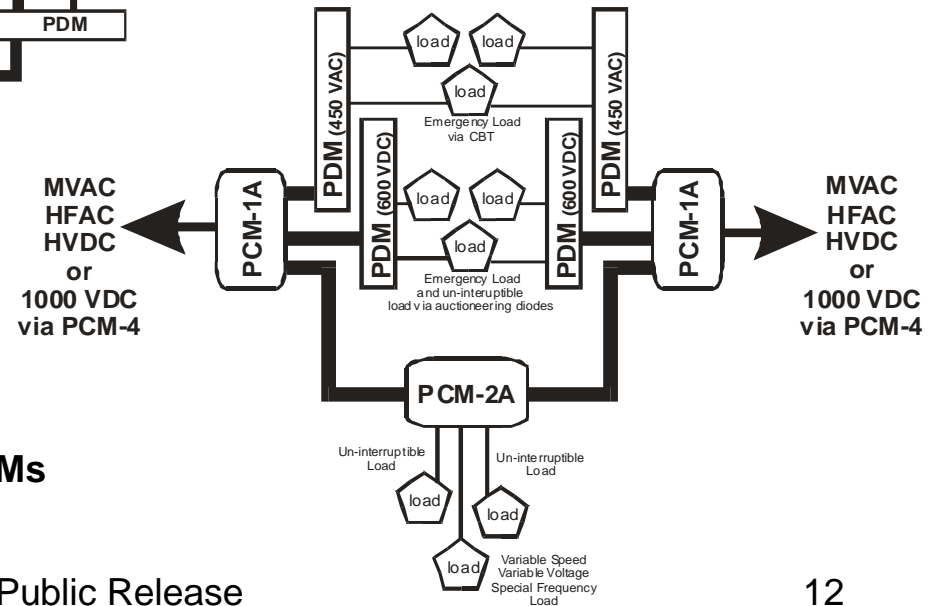 PDM
load
load
load
Emergency Load
via CBT
PDM (450 VAC)
PDM (450 VAC)
PDM (600 VDC)
PDM (600 VDC)
load
load
load
Emergency Load
and un-interuptible
load via auctioneering diodes
MVAC
HFAC
HVDC
or
1000 VDC
via PCM-4
PCM-1A
PCM-1A
MVAC
HFAC
HVDC
or
1000 VDC
via PCM-4
PCM-2A
Un-interruptible
Load
Un-interruptible
Load
load
load
load
Variable Speed
Variable Voltage
Special Frequency
Load
Ms
Public Release
12